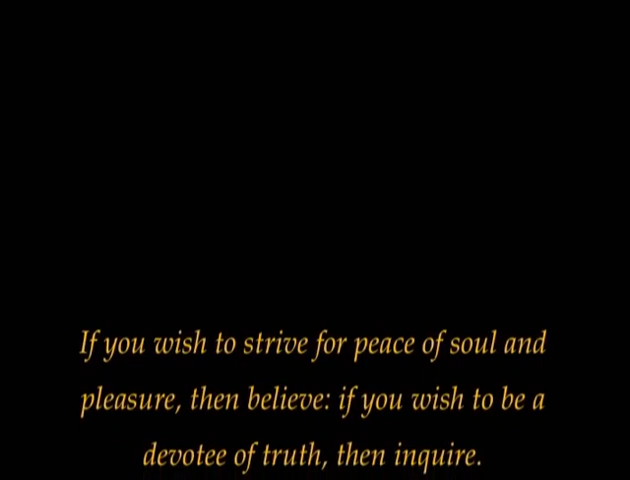 If you wish to strive for peace of soul and
pleasure, then believe: if you wish to be a
devotee of truth, then inquire.